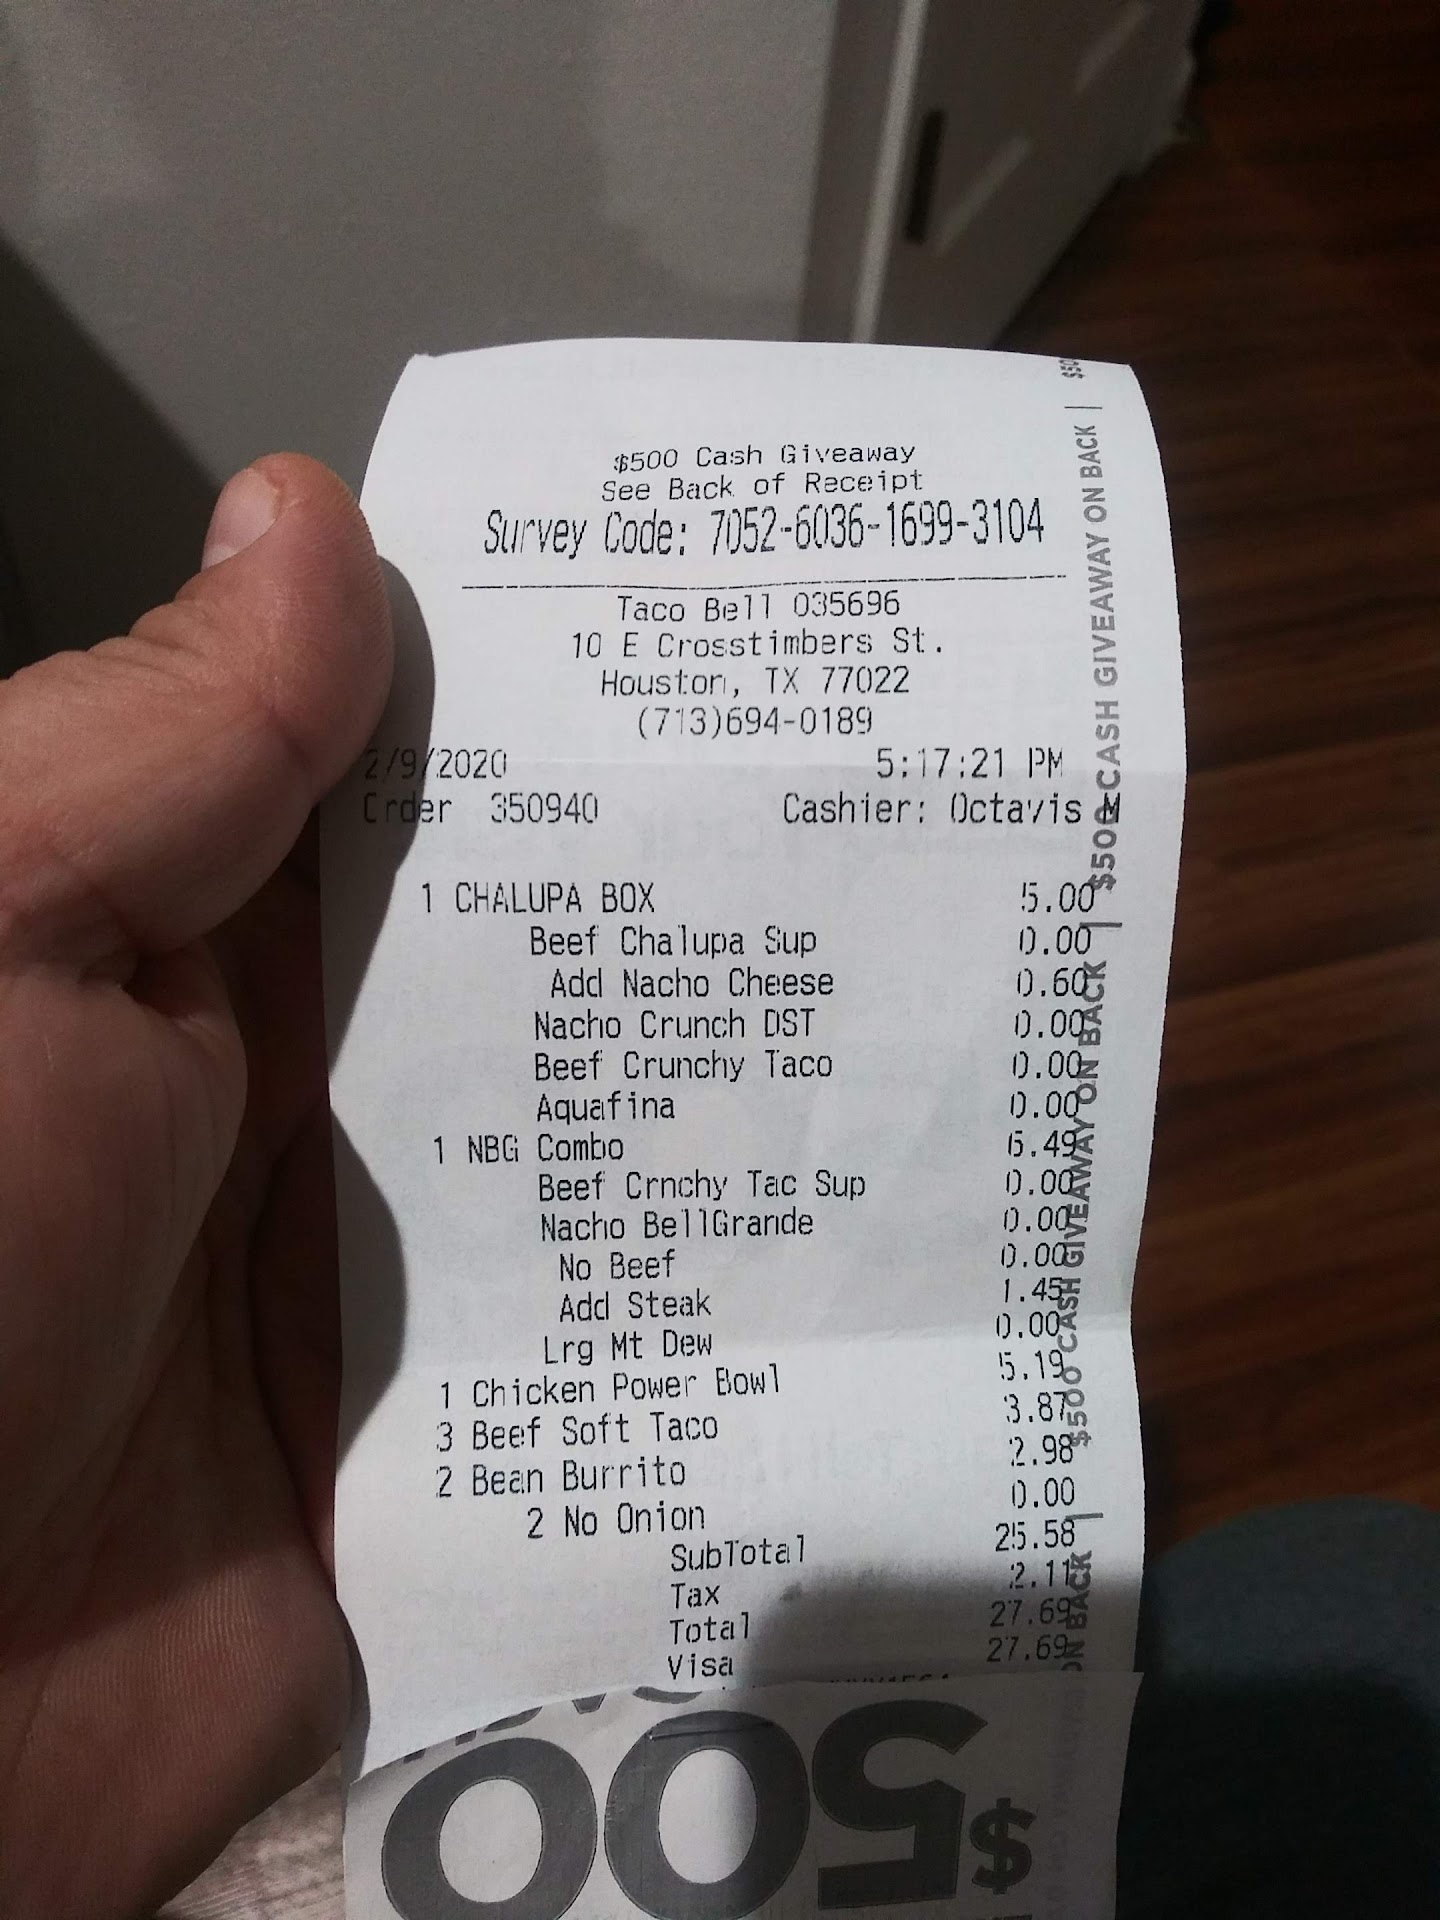 $500 Cash Giveaway
See Back of Receipt
Survey Code: 7052-6036-1699-3104
Taco Bell 035696
10 E Crosstimbers St.
Houston, TX 77022
(713)694-0189
2/9/2020 5:17:21 PM
Order 350940 Cashier: Octavis M
1 CHALUPA BOX 5.00
Beef Chalupa Sup 0.00
Add Nacho Cheese 0.60
Nacho Crunch DST 0.00
Beef Crunchy Taco 0.00
Aquafina 0.00
1 NBG Combo 6.49
Beef Crnchy Tac Sup 0.00
Nacho BellGrande 0.00
No Beef 0.00
Add Steak 1.45
Lrg Mt Dew 0.00
1 Chicken Power Bowl 5.19
3 Beef Soft Taco 3.87
2 Bean Burrito 2.98
2 No Onion 0.00
SubTotal 25.58
Tax 2.11
Total 27.69
Visa 27.69
$500 CASH GIVEAWAY ON BACK | $500 CASH GIVEAWAY ON BACK | $50
ON BACK |
$500